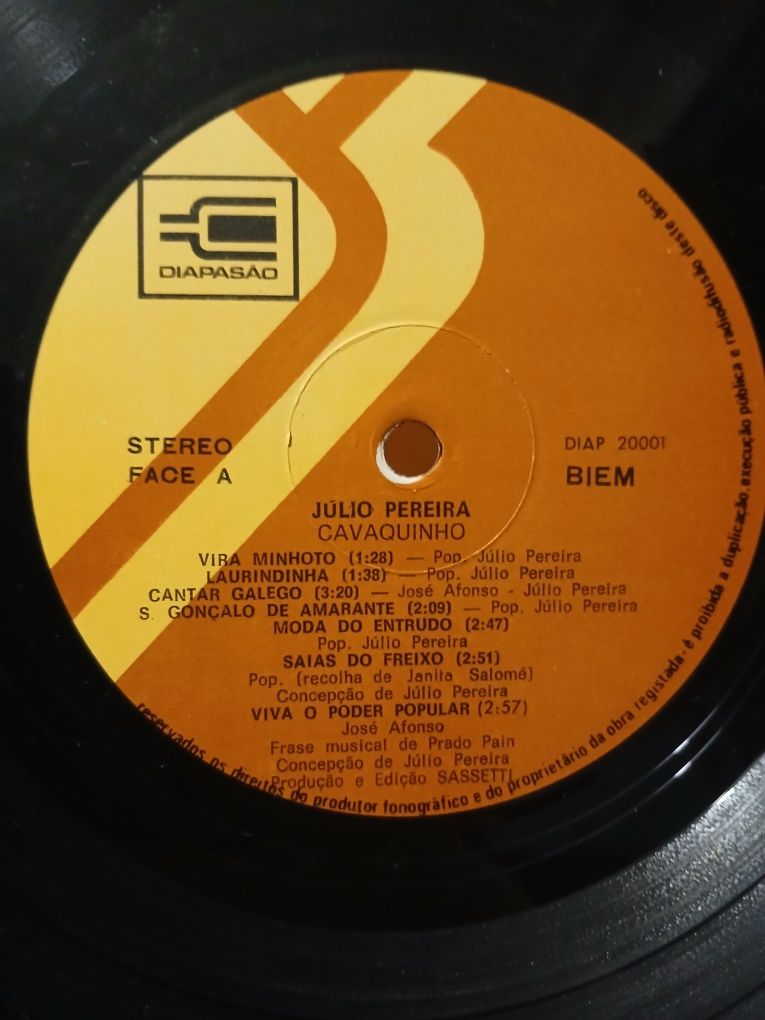 DIAPASÃO
STEREO
FACE A
DIAP 20001
BIEM
JÚLIO PEREIRA
CAVAQUINHO
VIRA MINHOTO (1:28) — Pop. Júlio Pereira
LAURINDINHA (1:38) — Pop. Júlio Pereira
CANTAR GALEGO (3:20) — José Afonso - Júlio Pereira
S. GONÇALO DE AMARANTE (2:09) — Pop. Júlio Pereira
MODA DO ENTRUDO (2:47)
Pop. Júlio Pereira
SAIAS DO FREIXO (2:51)
Pop. (recolha de Janita Salomé)
Concepção de Júlio Pereira
VIVA O PODER POPULAR (2:57)
José Afonso
Frase musical de Prado Pain
Concepção de Júlio Pereira
Produção e Edição SASSETTI
reservados os direitos do produtor fonográfico e do proprietário da obra registada - é proibida a duplicação, execução pública e radiodifusão deste disco